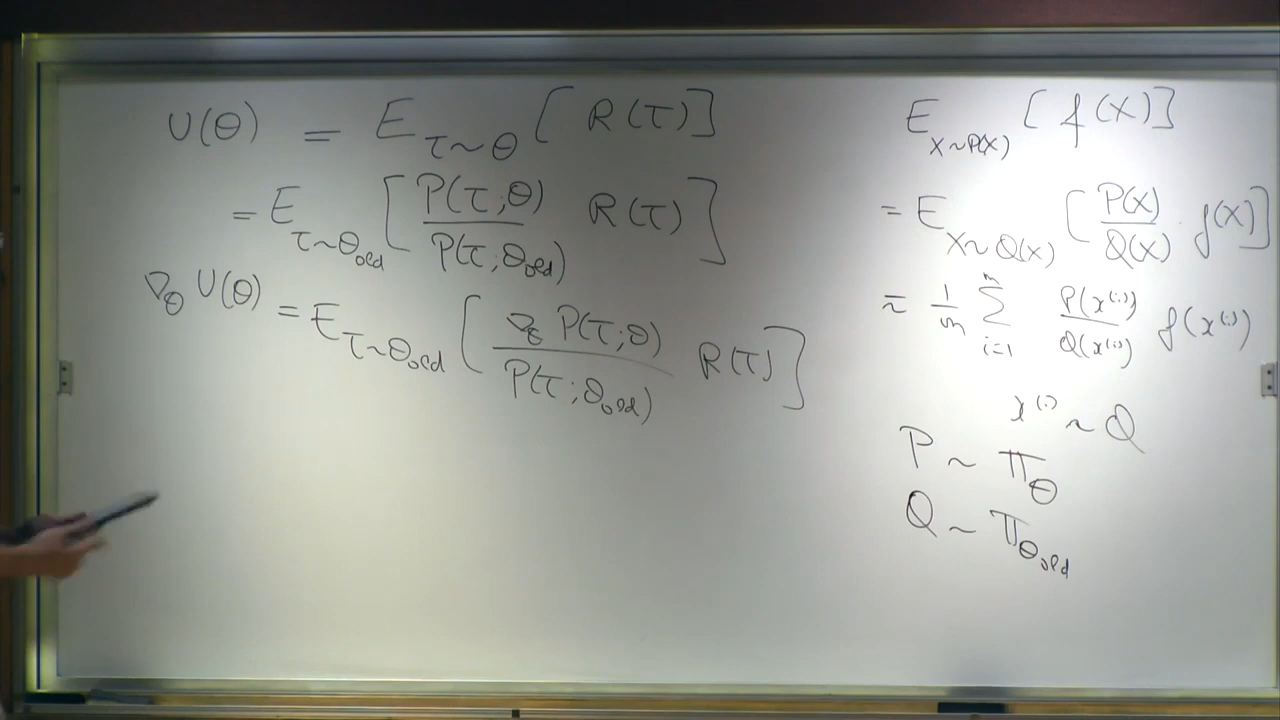 U(θ) = E_{τ~θ} [ R(τ) ]
= E_{τ~θ_old} [ P(τ;θ) / P(τ;θ_old) R(τ) ]
∇_θ U(θ) = E_{τ~θ_old} [ ∇_θ P(τ;θ) / P(τ;θ_old) R(τ) ]
E_{X~P(X)} [ f(X) ]
= E_{X~Q(X)} [ P(X) / Q(X) · f(X) ]
≈ 1/m Σ_{i=1}^{m} P(x^{(i)}) / Q(x^{(i)}) f(x^{(i)})
x^{(i)} ~ Q
P ~ π_θ
Q ~ π_{θ_old}